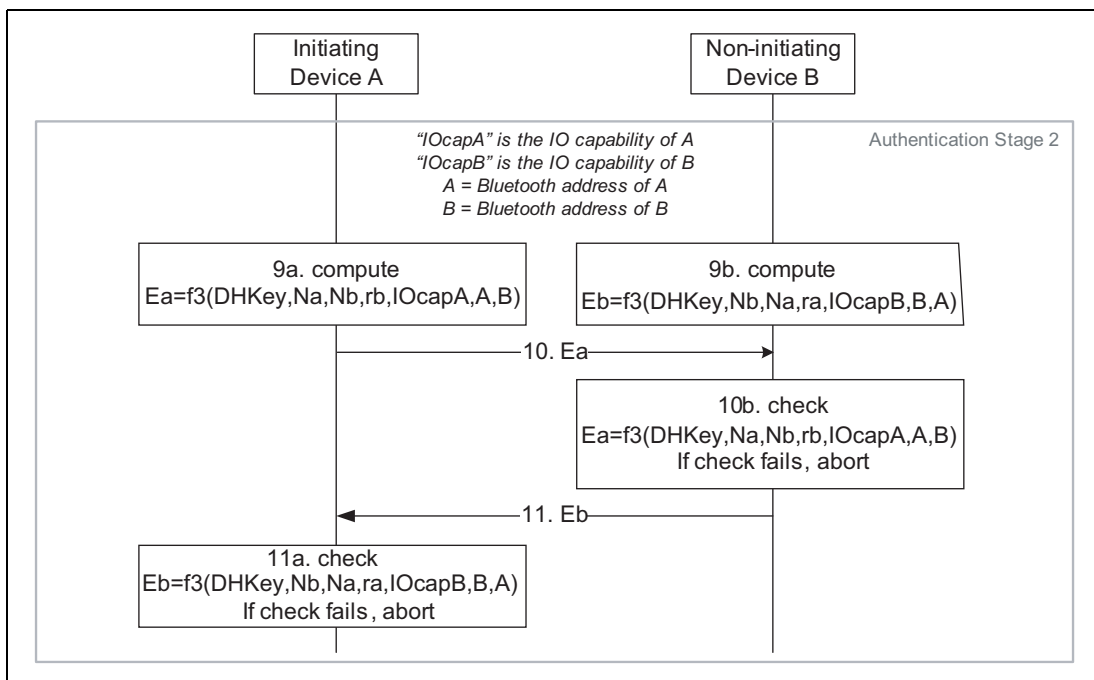 Initiating
Device A
Non-initiating
Device B
Authentication Stage 2
“IOcapA” is the IO capability of A
“IOcapB” is the IO capability of B
A = Bluetooth address of A
B = Bluetooth address of B
9a. compute
Ea=f3(DHKey,Na,Nb,rb,IOcapA,A,B)
9b. compute
Eb=f3(DHKey,Nb,Na,ra,IOcapB,B,A)
10. Ea
10b. check
Ea=f3(DHKey,Na,Nb,rb,IOcapA,A,B)
If check fails, abort
11. Eb
11a. check
Eb=f3(DHKey,Nb,Na,ra,IOcapB,B,A)
If check fails, abort